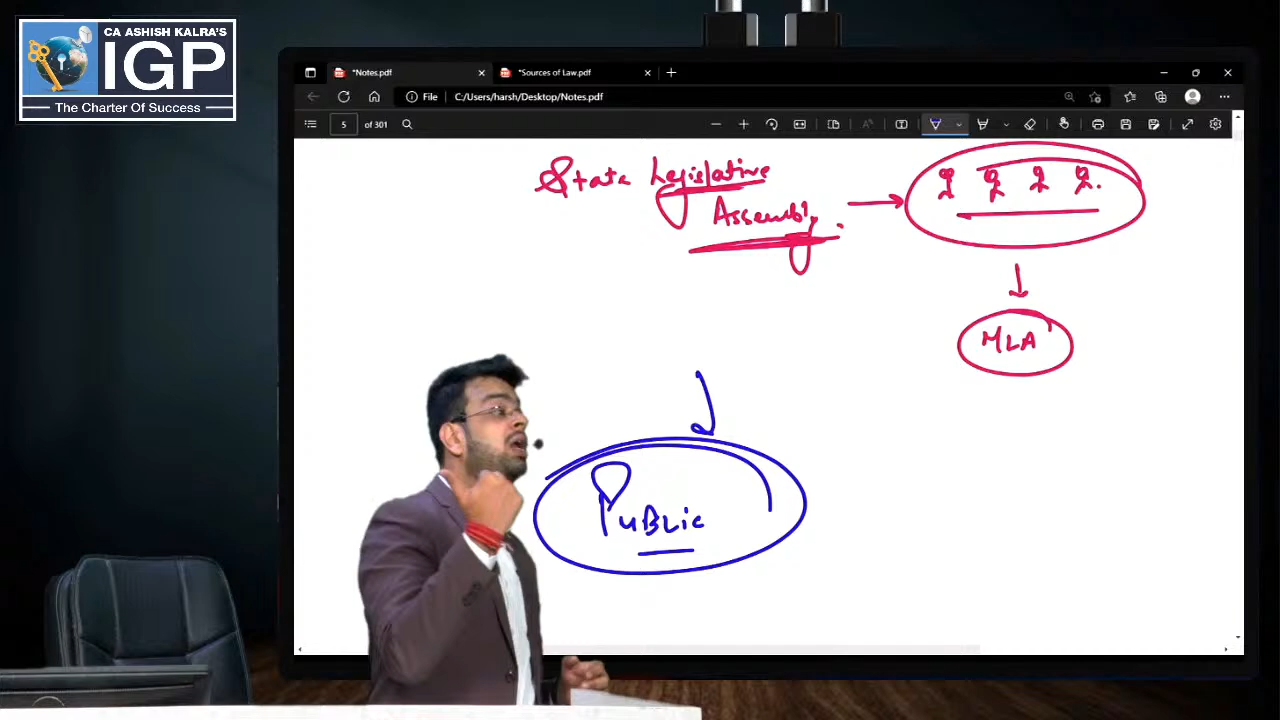 CA ASHISH KALRA'S
IGP
The Charter Of Success
*Notes.pdf
*Sources of Law.pdf
File
C:/Users/harsh/Desktop/Notes.pdf
5 of 301
State Legislative
Assembly
MLA
Public